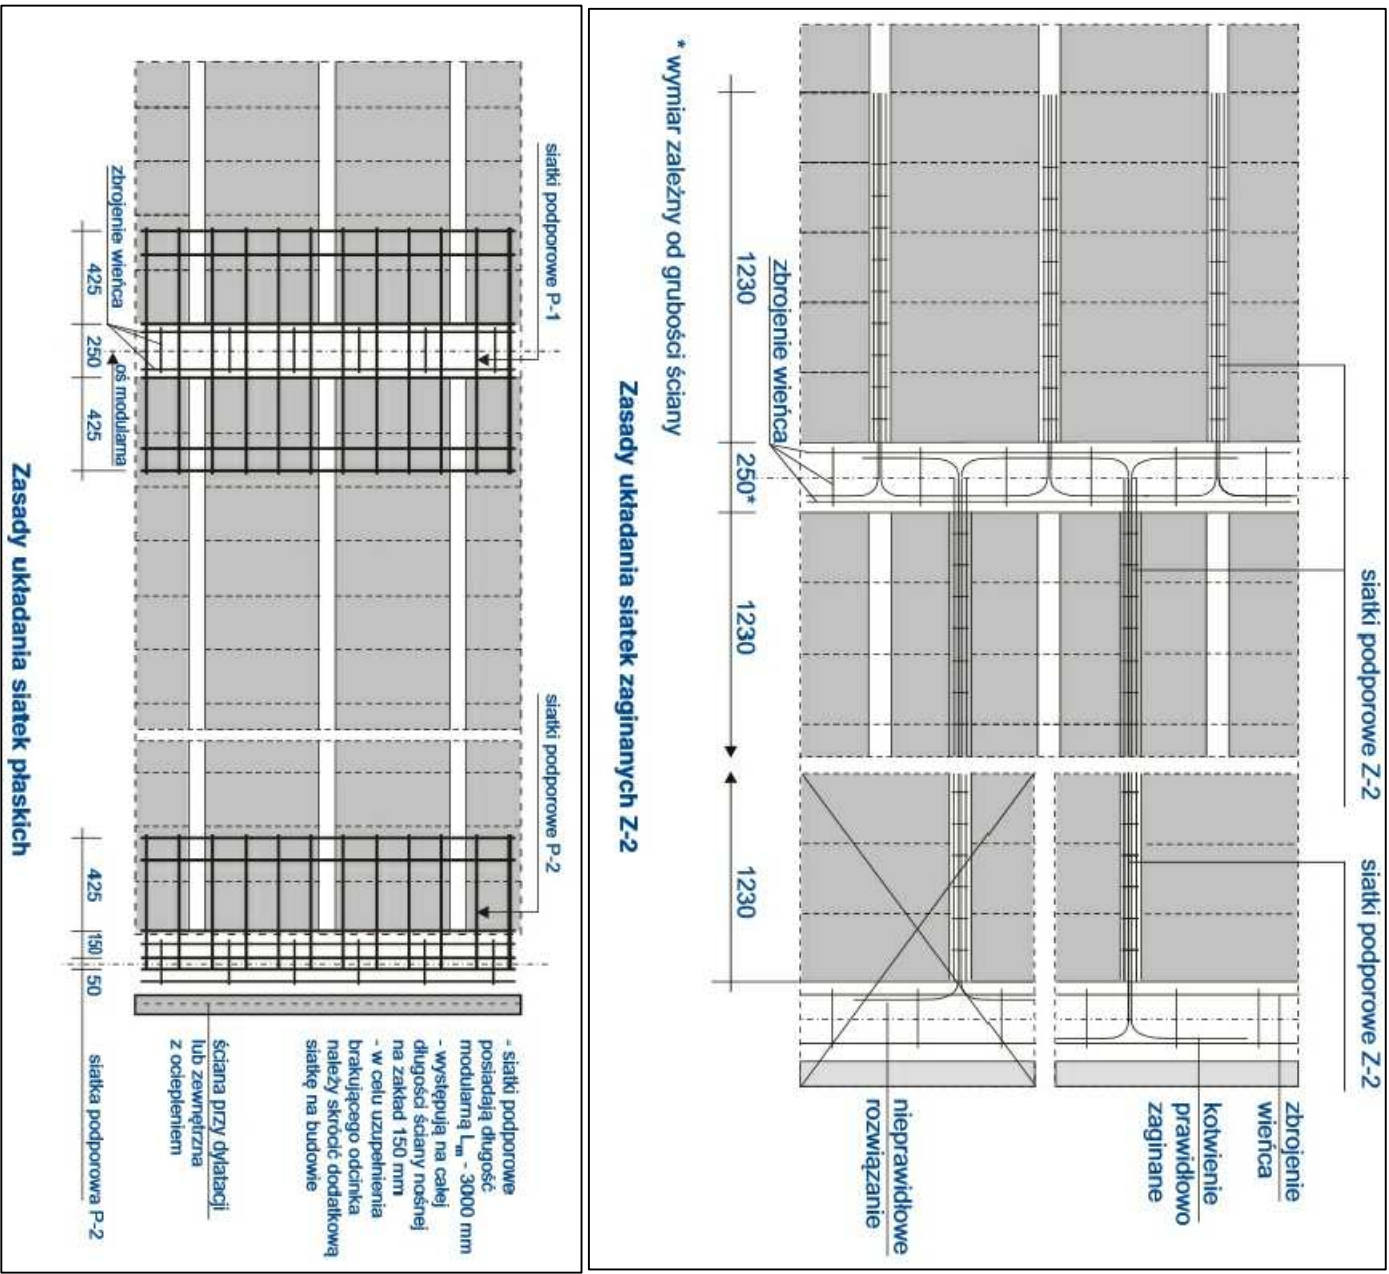 siatki podporowe P-1
siatki podporowe P-2
zbrojenie wieńca
oś modularna
425
250
425
425
150
50
siatka podporowa P-2
- siatki podporowe
posiadają długość
modularną Lm - 3000 mm
- występują na całej
długości ściany nośnej
na zakład 150 mm
- w celu uzupełnienia
brakującego odcinka
należy skrócić dodatkową
siatkę na budowie
ściana przy dylatacji
lub zewnętrzna
z ociepleniem
Zasady układania siatek płaskich
siatki podporowe Z-2
siatki podporowe Z-2
zbrojenie wieńca
1230
250*
1230
1230
zbrojenie
wieńca
kotwienie
prawidłowo
zaginane
nieprawidłowe
rozwiązanie
* wymiar zależny od grubości ściany
Zasady układania siatek zaginanych Z-2